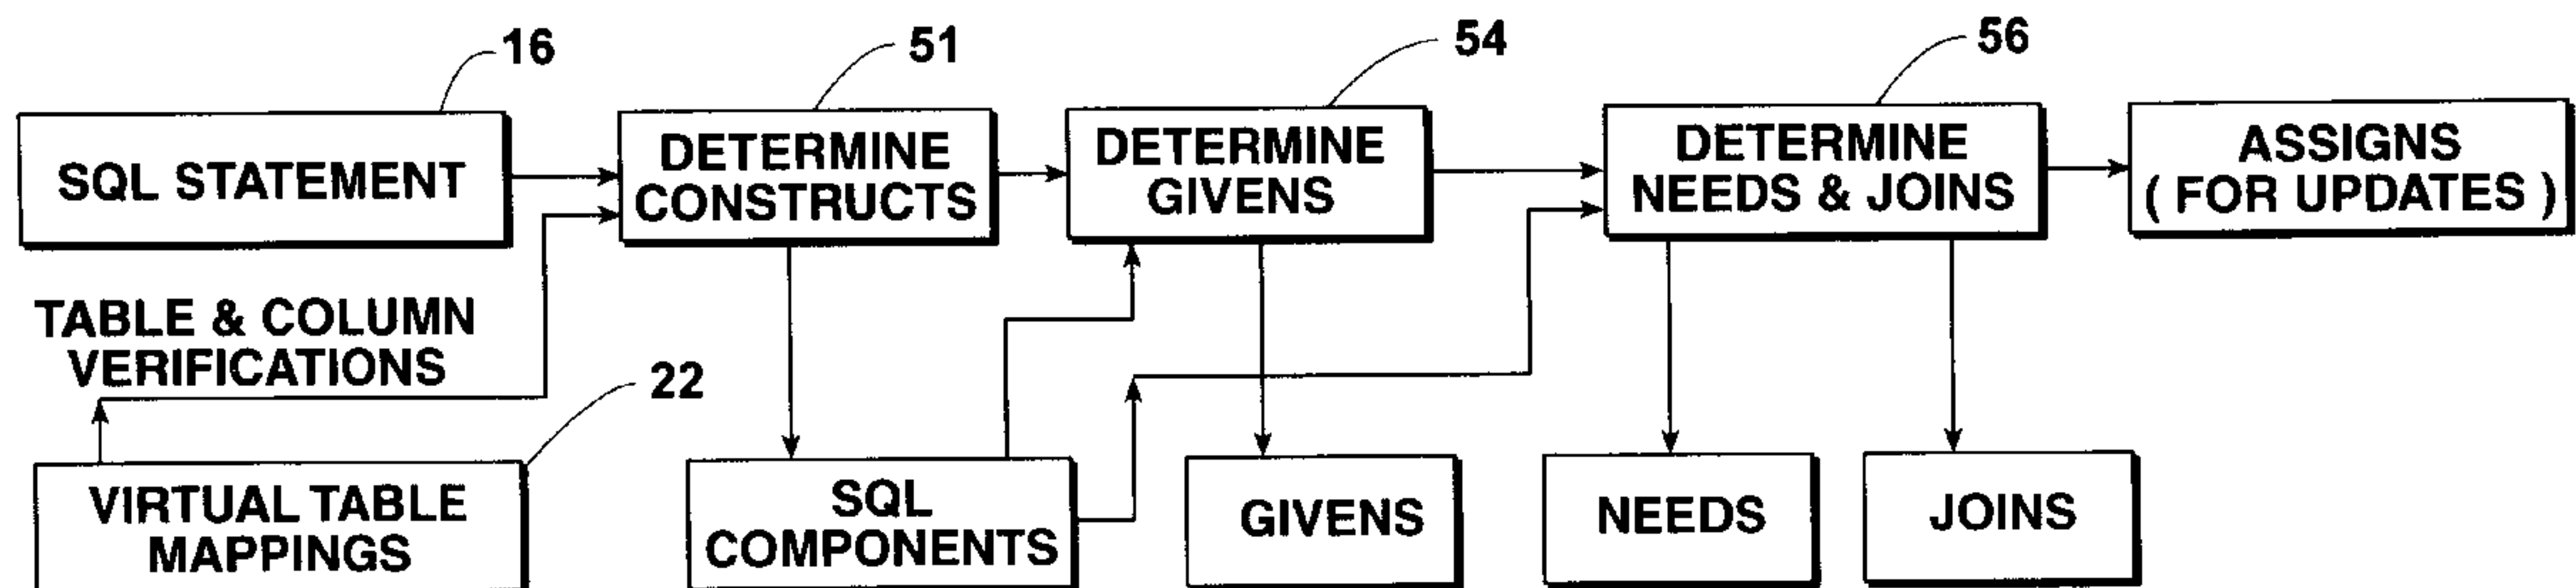 16
51
54
56
SQL STATEMENT
DETERMINE
CONSTRUCTS
DETERMINE
GIVENS
DETERMINE
NEEDS & JOINS
ASSIGNS
( FOR UPDATES )
TABLE & COLUMN
VERIFICATIONS
22
VIRTUAL TABLE
MAPPINGS
SQL
COMPONENTS
GIVENS
NEEDS
JOINS